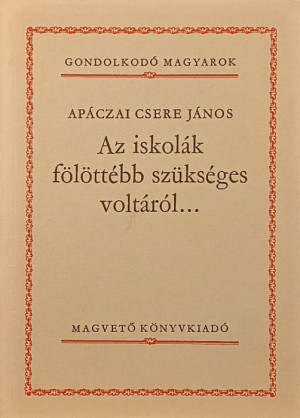 GONDOLKODÓ MAGYAROK
APÁCZAI CSERE JÁNOS
Az iskolák
fölöttébb szükséges
voltáról...
MAGVETŐ KÖNYVKIADÓ